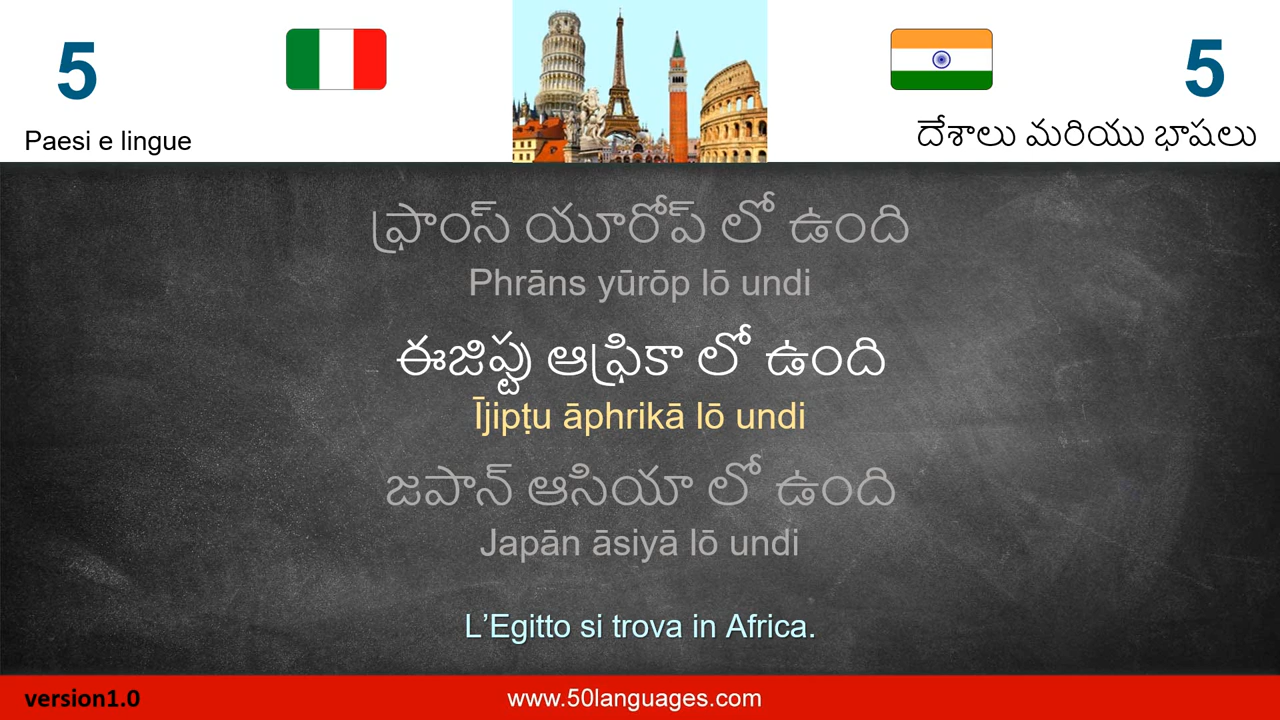 5
5
Paesi e lingue
దేశాలు మరియు భాషలు
ఫ్రాంస్ యూరోప్ లో ఉంది
Phrāns yūrōp lō undi
ఈజిప్టు ఆఫ్రికా లో ఉంది
Ījipṭu āphrikā lō undi
జపాన్ ఆసియా లో ఉంది
Japān āsiyā lō undi
L’Egitto si trova in Africa.
version1.0
www.50languages.com